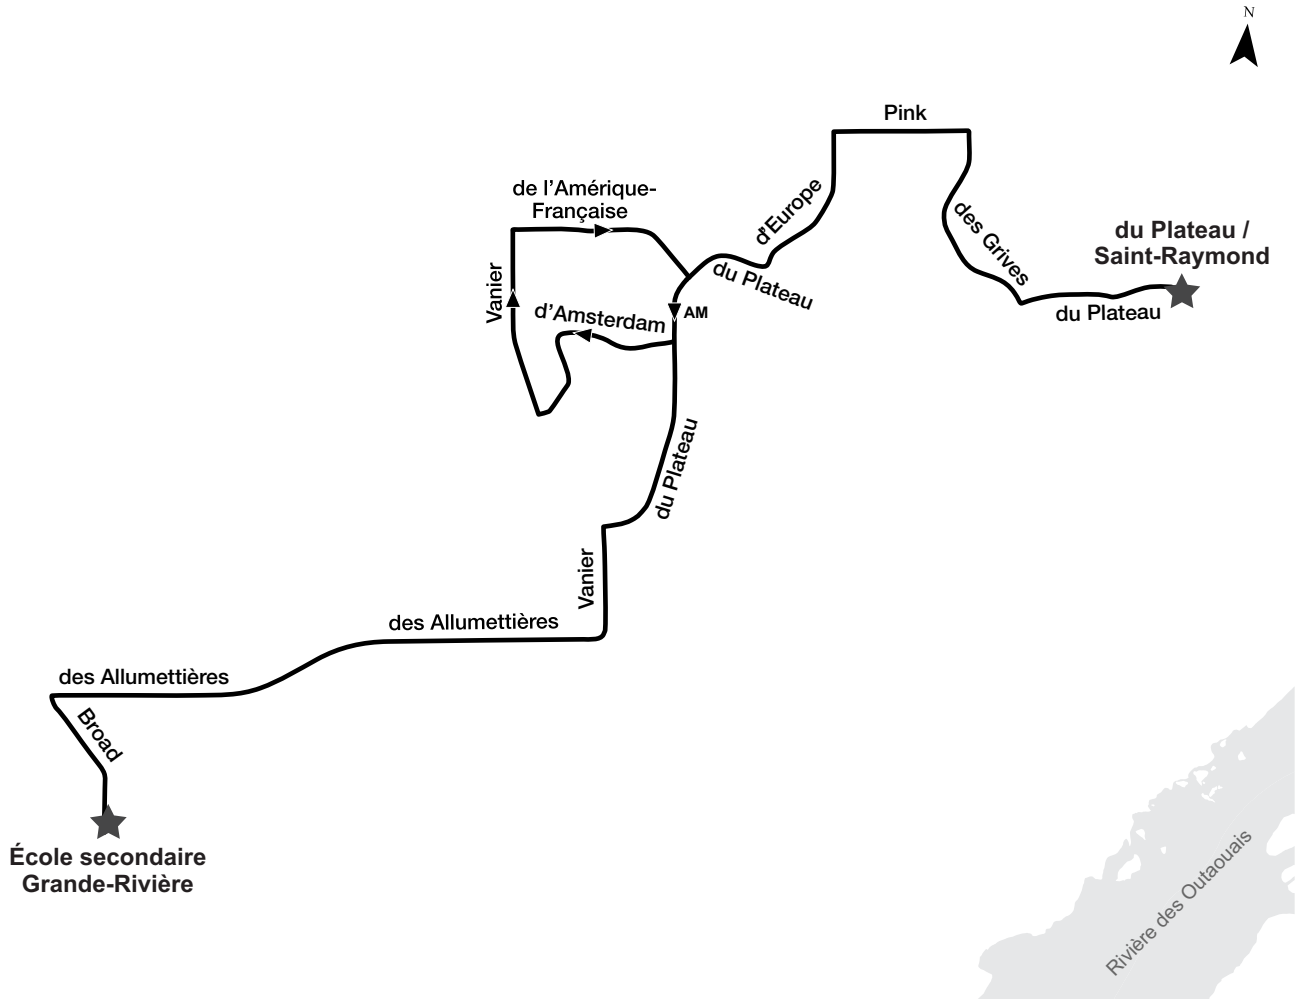 N
Pink
de l'Amérique-
Française
d'Europe
des Grives
du Plateau /
Saint-Raymond
Vanier
du Plateau
d'Amsterdam
AM
du Plateau
du Plateau
Vanier
des Allumettières
des Allumettières
Broad
École secondaire
Grande-Rivière
Rivière des Outaouais